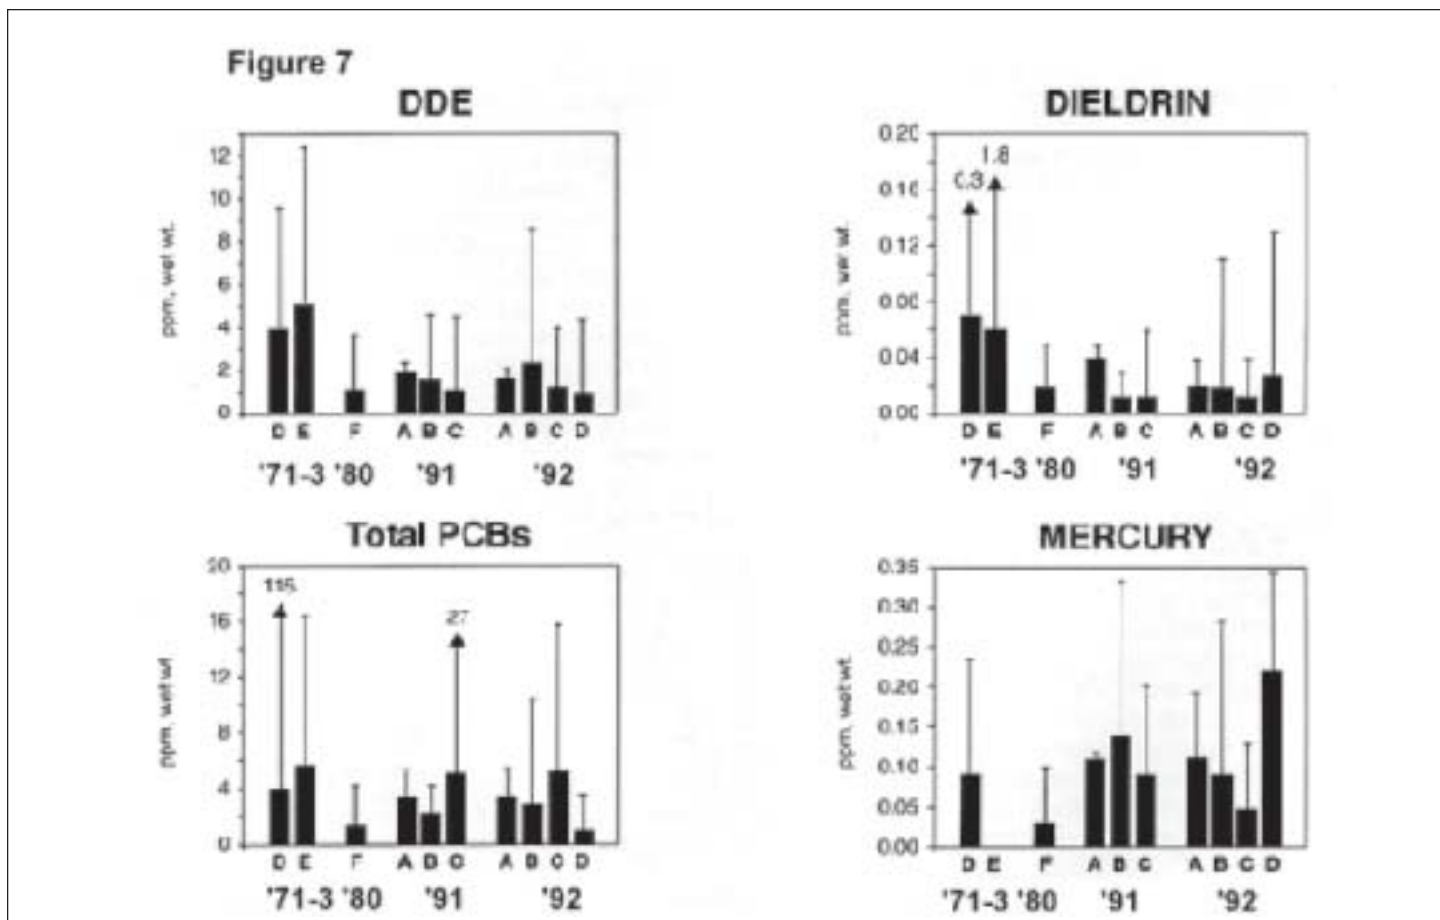 Figure 7
DDE
12
10
8
6
4
2
0
ppm, wet wt.
D E F A B C A B C D
'71-3 '80 '91 '92
DIELDRIN
0.20
0.16
0.12
0.08
0.04
0.00
ppm, wet wt.
0.3
1.8
D E F A B C A B C D
'71-3 '80 '91 '92
Total PCBs
20
16
12
8
4
0
ppm, wet wt.
27
D E F A B C A B C D
'71-3 '80 '91 '92
MERCURY
0.35
0.30
0.25
0.20
0.15
0.10
0.05
0.00
ppm, wet wt.
D E F A B C A B C D
'71-3 '80 '91 '92